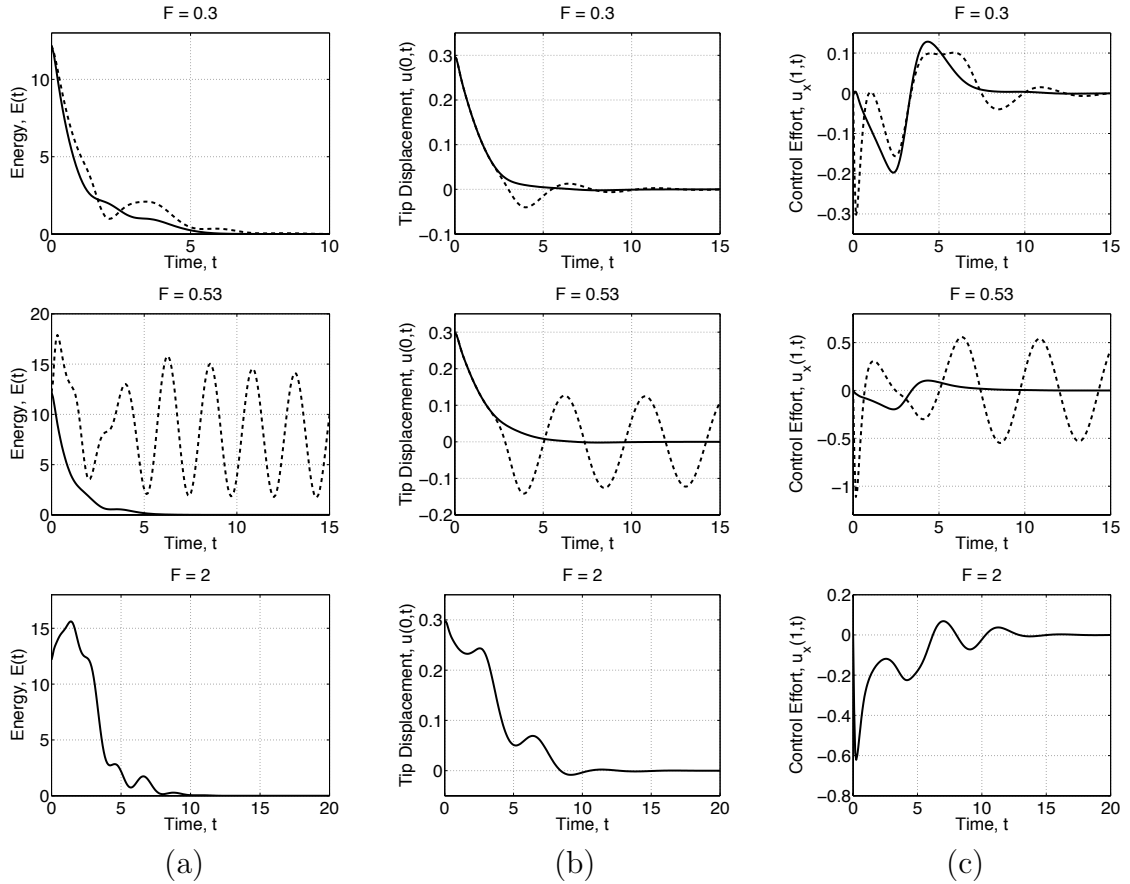 F = 0.3
F = 0.3
F = 0.3
Energy, E(t)
10
5
0
0
5
10
Time, t
Tip Displacement, u(0,t)
0.3
0.2
0.1
0
−0.1
0
5
10
15
Time, t
Control Effort, u_x(1,t)
0.1
0
−0.1
−0.2
−0.3
0
5
10
15
Time, t
F = 0.53
F = 0.53
F = 0.53
Energy, E(t)
20
15
10
5
0
0
5
10
15
Time, t
Tip Displacement, u(0,t)
0.3
0.2
0.1
0
−0.1
−0.2
0
5
10
15
Time, t
Control Effort, u_x(1,t)
0.5
0
−0.5
−1
0
5
10
15
Time, t
F = 2
F = 2
F = 2
Energy, E(t)
15
10
5
0
0
5
10
15
20
Time, t
Tip Displacement, u(0,t)
0.3
0.2
0.1
0
0
5
10
15
20
Time, t
Control Effort, u_x(1,t)
0.2
0
−0.2
−0.4
−0.6
−0.8
0
5
10
15
20
Time, t
(a)
(b)
(c)